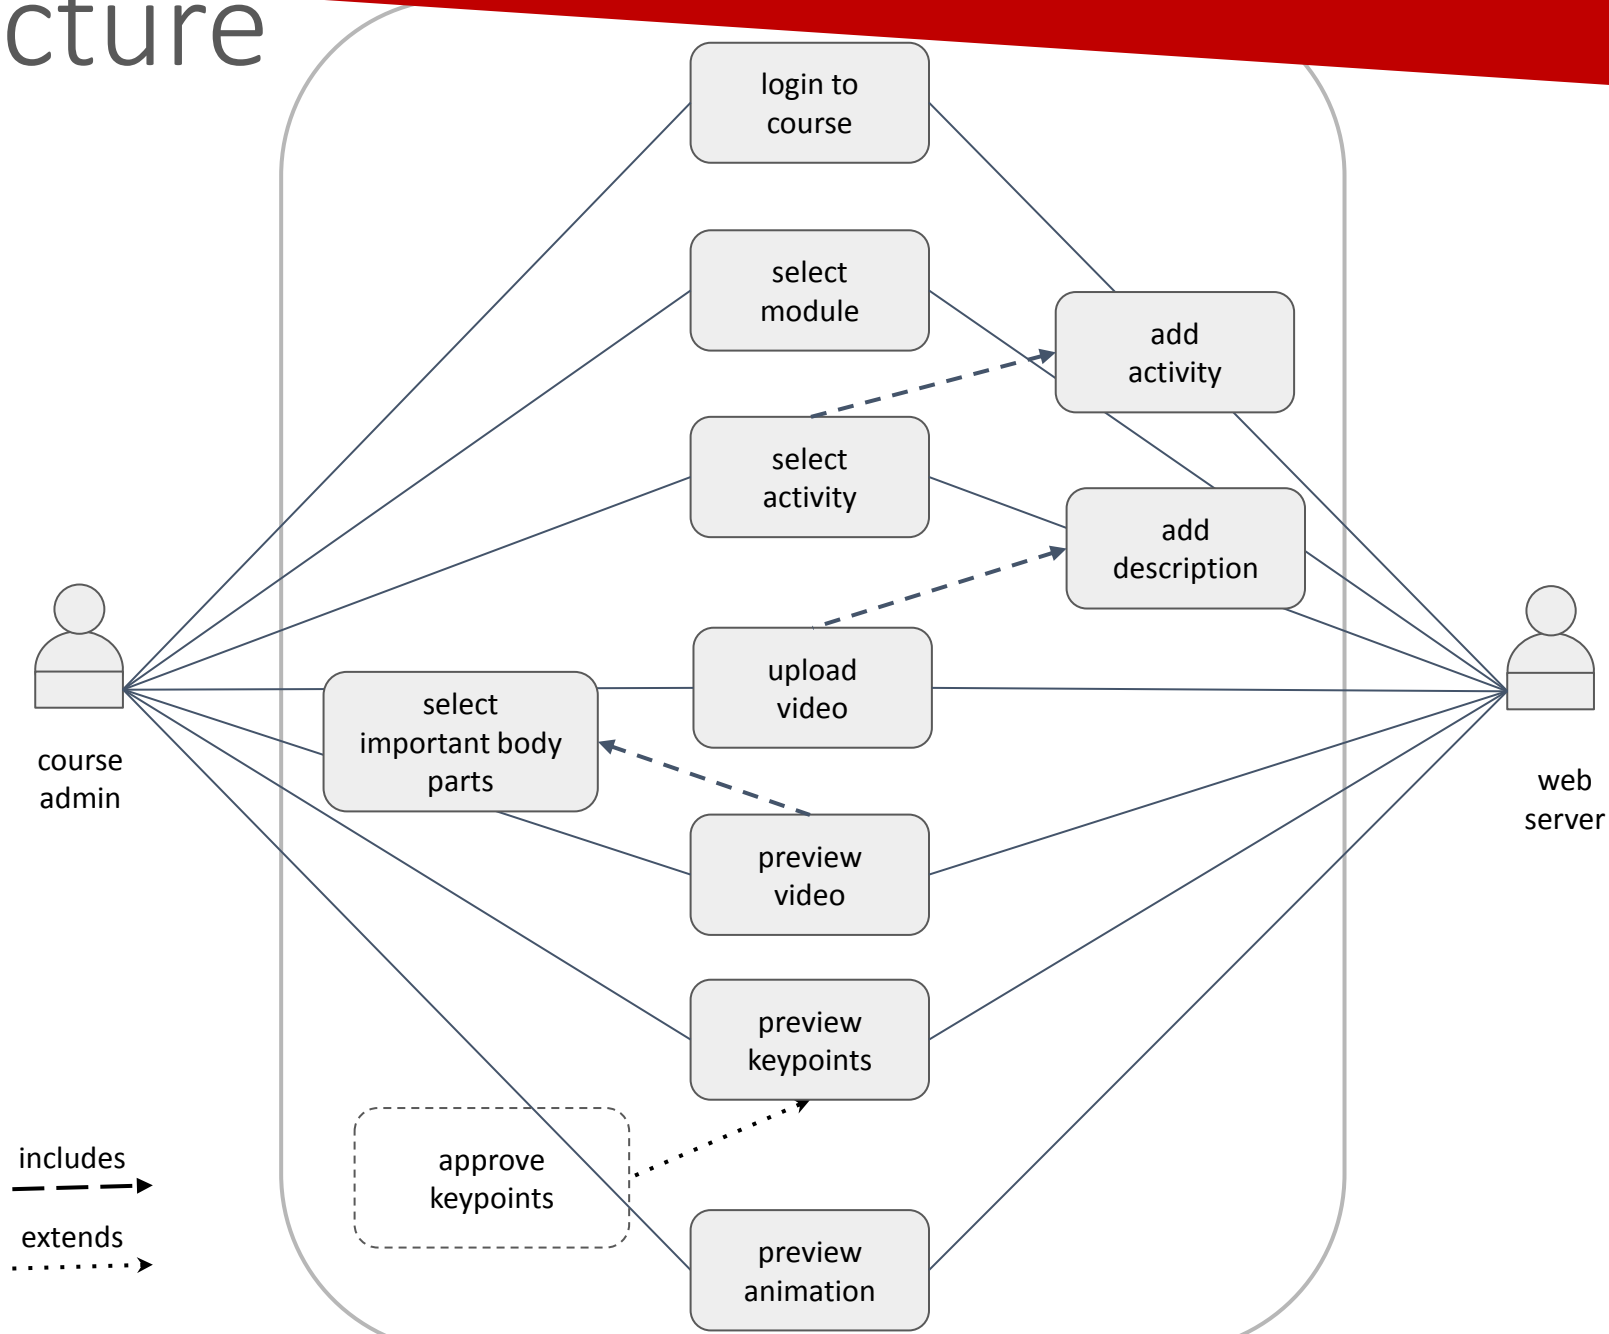 cture
login to
course
select
module
add
activity
select
activity
add
description
upload
video
select
important body
parts
course
admin
web
server
preview
video
preview
keypoints
approve
keypoints
includes
extends
preview
animation